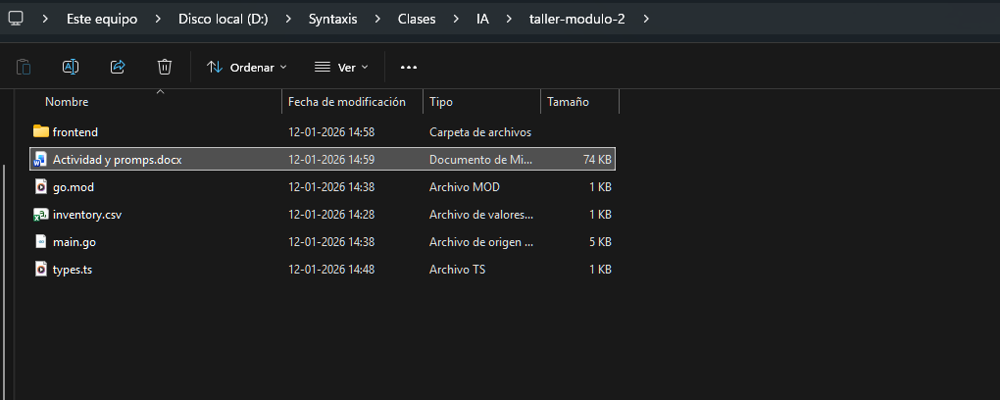 Este equipo > Disco local (D:) > Syntaxis > Clases > IA > taller-modulo-2 >
Ordenar Ver ...
Nombre Fecha de modificación Tipo Tamaño
frontend 12-01-2026 14:58 Carpeta de archivos
Actividad y promps.docx 12-01-2026 14:59 Documento de Mi... 74 KB
go.mod 12-01-2026 14:38 Archivo MOD 1 KB
inventory.csv 12-01-2026 14:28 Archivo de valores... 1 KB
main.go 12-01-2026 14:38 Archivo de origen ... 5 KB
types.ts 12-01-2026 14:48 Archivo TS 1 KB